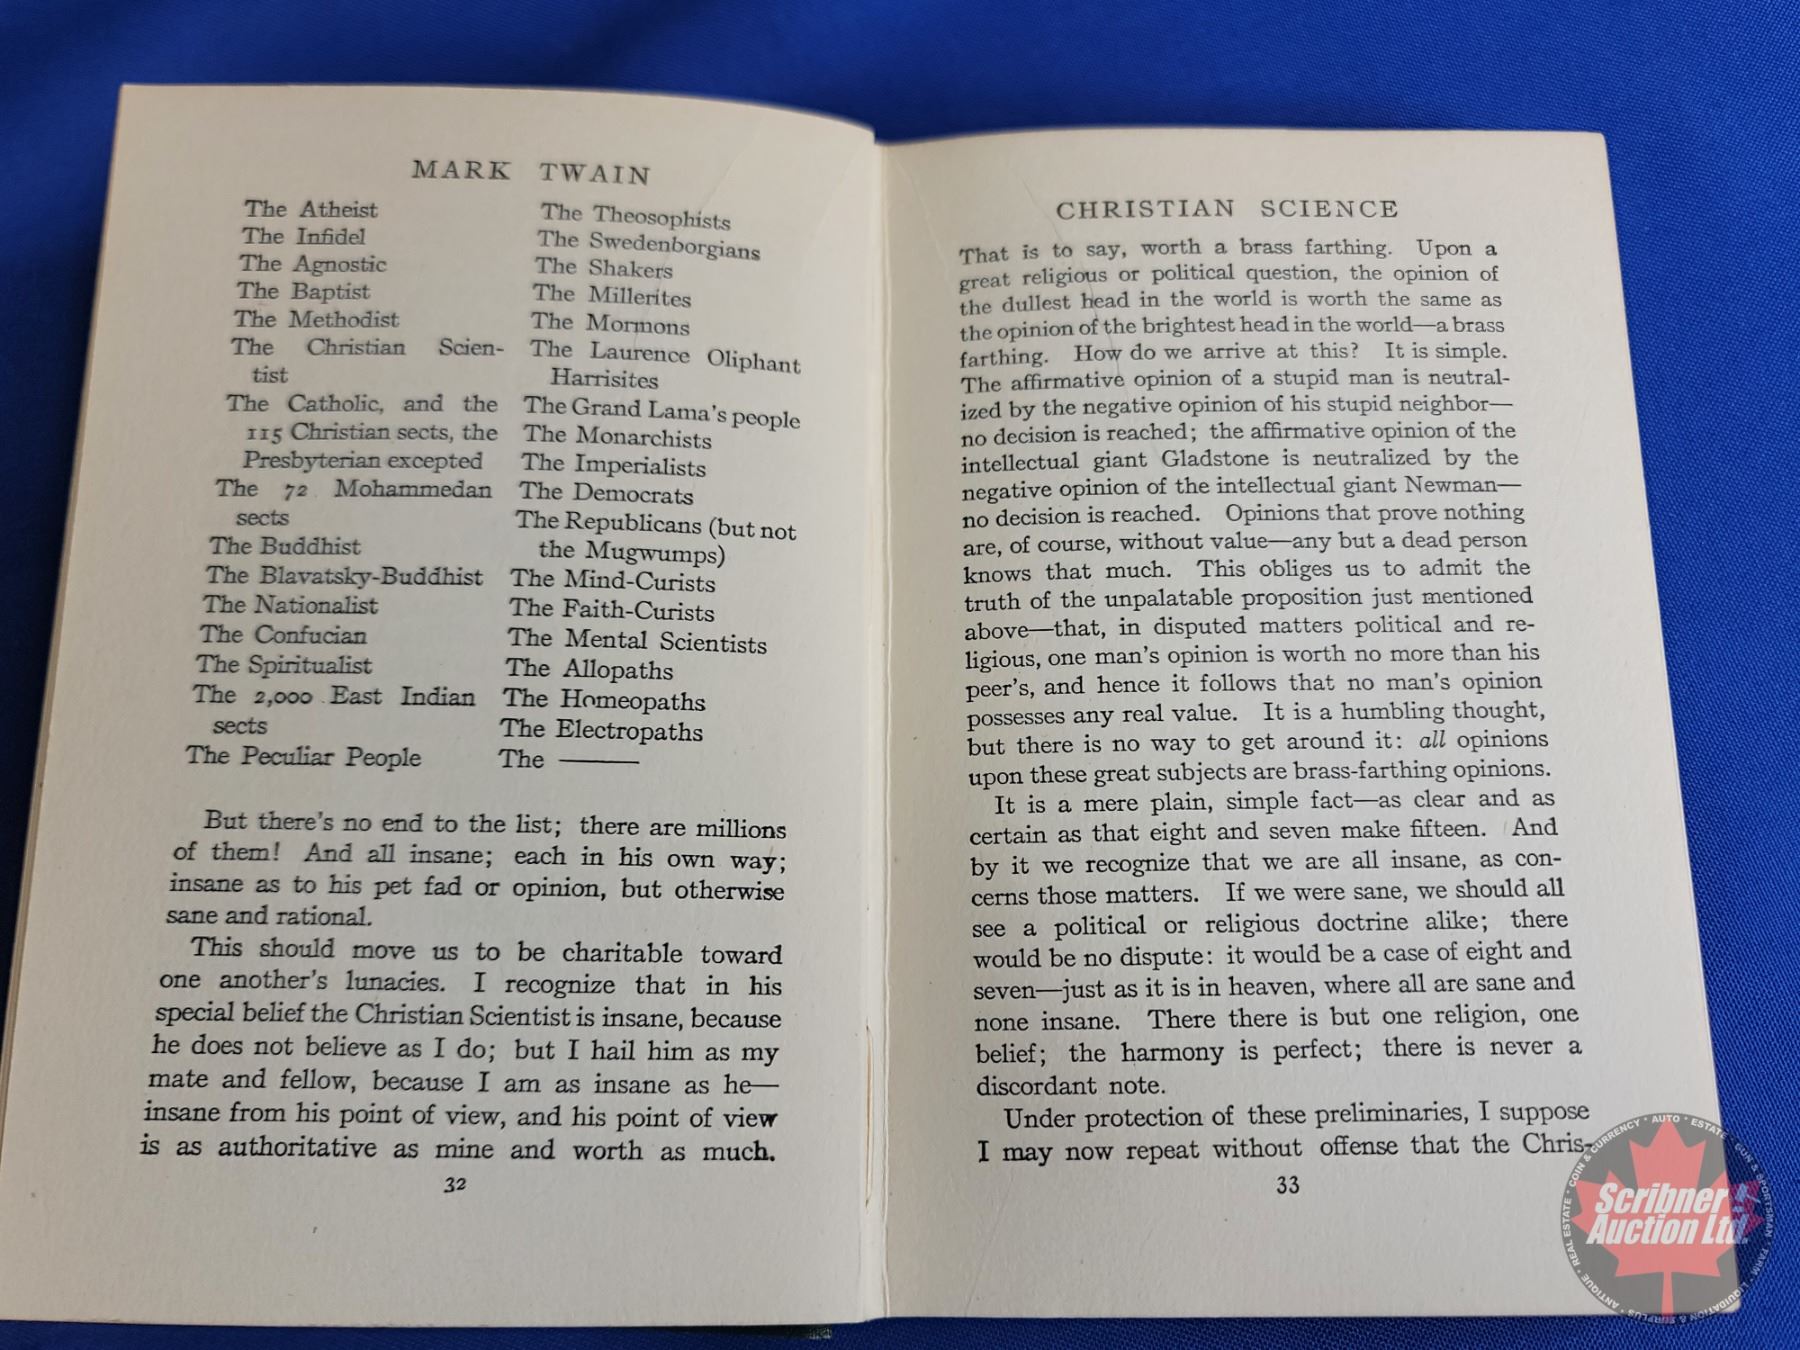 MARK TWAIN
The Atheist
The Infidel
The Agnostic
The Baptist
The Methodist
The Christian Scien-
tist
The Catholic, and the
115 Christian sects, the
Presbyterian excepted
The 72 Mohammedan
sects
The Buddhist
The Blavatsky-Buddhist
The Nationalist
The Confucian
The Spiritualist
The 2,000 East Indian
sects
The Peculiar People
The Theosophists
The Swedenborgians
The Shakers
The Millerites
The Mormons
The Laurence Oliphant
Harrisites
The Grand Lama's people
The Monarchists
The Imperialists
The Democrats
The Republicans (but not
the Mugwumps)
The Mind-Curists
The Faith-Curists
The Mental Scientists
The Allopaths
The Homeopaths
The Electropaths
The ——
But there's no end to the list; there are millions
of them! And all insane; each in his own way;
insane as to his pet fad or opinion, but otherwise
sane and rational.
This should move us to be charitable toward
one another's lunacies. I recognize that in his
special belief the Christian Scientist is insane, because
he does not believe as I do; but I hail him as my
mate and fellow, because I am as insane as he—
insane from his point of view, and his point of view
is as authoritative as mine and worth as much.
32
CHRISTIAN SCIENCE
That is to say, worth a brass farthing. Upon a
great religious or political question, the opinion of
the dullest head in the world is worth the same as
the opinion of the brightest head in the world—a brass
farthing. How do we arrive at this? It is simple.
The affirmative opinion of a stupid man is neutral-
ized by the negative opinion of his stupid neighbor—
no decision is reached; the affirmative opinion of the
intellectual giant Gladstone is neutralized by the
negative opinion of the intellectual giant Newman—
no decision is reached. Opinions that prove nothing
are, of course, without value—any but a dead person
knows that much. This obliges us to admit the
truth of the unpalatable proposition just mentioned
above—that, in disputed matters political and re-
ligious, one man's opinion is worth no more than his
peer's, and hence it follows that no man's opinion
possesses any real value. It is a humbling thought,
but there is no way to get around it: all opinions
upon these great subjects are brass-farthing opinions.
It is a mere plain, simple fact—as clear and as
certain as that eight and seven make fifteen. And
by it we recognize that we are all insane, as con-
cerns those matters. If we were sane, we should all
see a political or religious doctrine alike; there
would be no dispute: it would be a case of eight and
seven—just as it is in heaven, where all are sane and
none insane. There there is but one religion, one
belief; the harmony is perfect; there is never a
discordant note.
Under protection of these preliminaries, I suppose
I may now repeat without offense that the Chris-
33
COIN & CURRENCY • AUTO • ESTATE • GUN & SPORTSMAN • FARM • LIQUIDATION & SURPLUS • ANTIQUE • REAL ESTATE •
Scribner
Auction Ltd.